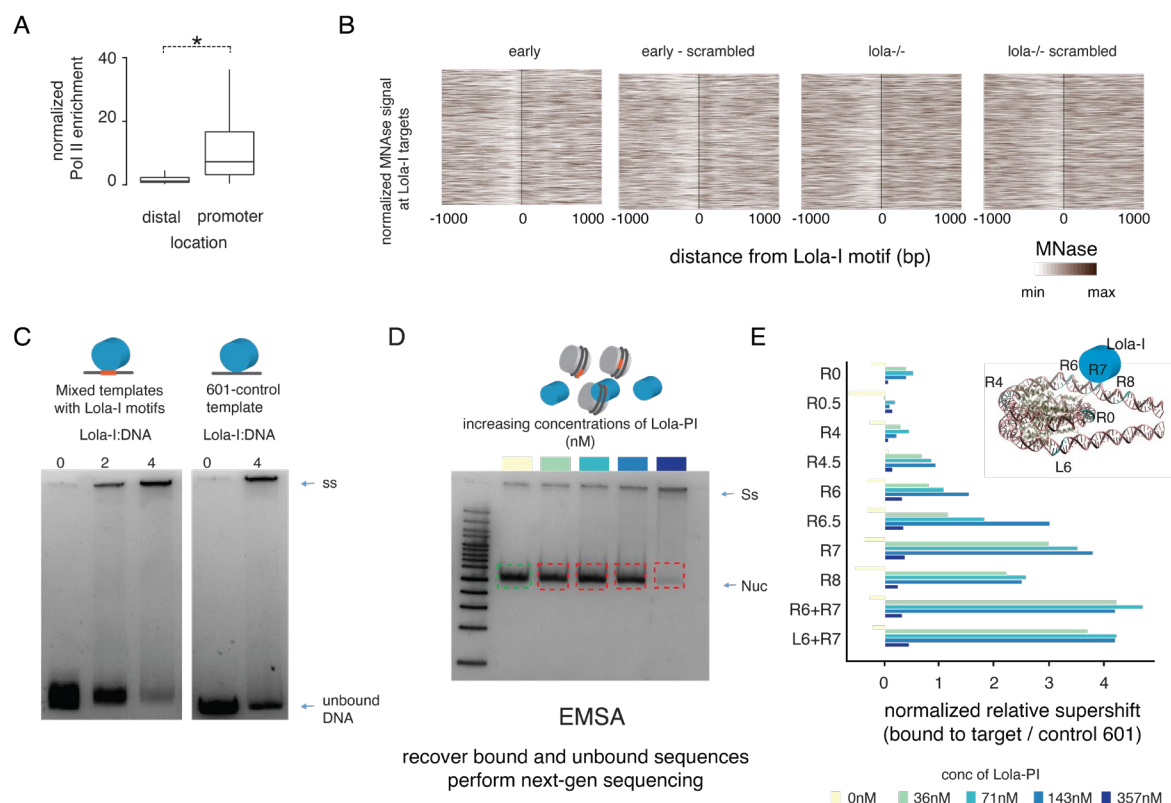 A
*
40
20
0
normalized
Pol II enrichment
distal promoter
location
B
early
early - scrambled
lola-/-
lola-/- scrambled
normalized MNAse signal
at Lola-I targets
-1000 0 1000
-1000 0 1000
-1000 0 1000
-1000 0 1000
distance from Lola-I motif (bp)
MNase
min max
C
Mixed templates
with Lola-I motifs
Lola-I:DNA
0 2 4
601-control
template
Lola-I:DNA
0 4
ss
unbound
DNA
D
increasing concentrations of Lola-PI
(nM)
Ss
Nuc
EMSA
recover bound and unbound sequences
perform next-gen sequencing
E
Lola-I
R6
R7
R8
R4
R0
L6
R0
R0.5
R4
R4.5
R6
R6.5
R7
R8
R6+R7
L6+R7
0 1 2 3 4
normalized relative supershift
(bound to target / control 601)
conc of Lola-PI
0nM 36nM 71nM 143nM 357nM